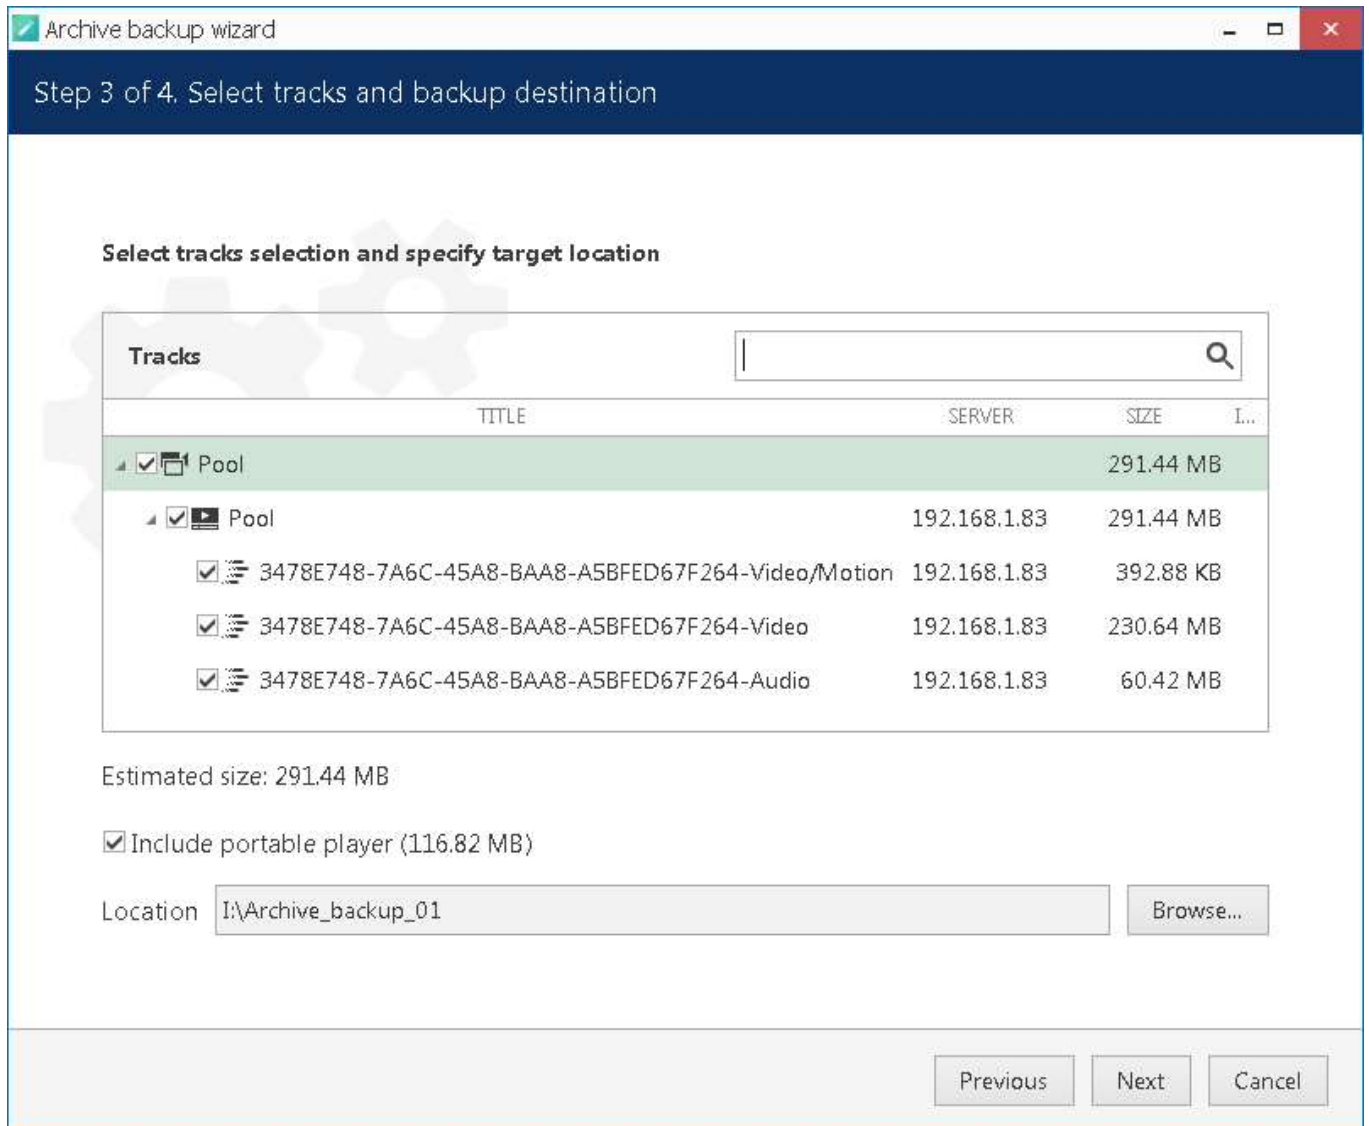 Archive backup wizard
Step 3 of 4. Select tracks and backup destination
Select tracks selection and specify target location
Tracks
TITLE SERVER SIZE I...
Pool 291.44 MB
Pool 192.168.1.83 291.44 MB
3478E748-7A6C-45A8-BAA8-A5BFED67F264-Video/Motion 192.168.1.83 392.88 KB
3478E748-7A6C-45A8-BAA8-A5BFED67F264-Video 192.168.1.83 230.64 MB
3478E748-7A6C-45A8-BAA8-A5BFED67F264-Audio 192.168.1.83 60.42 MB
Estimated size: 291.44 MB
Include portable player (116.82 MB)
Location I:\Archive_backup_01 Browse...
Previous Next Cancel